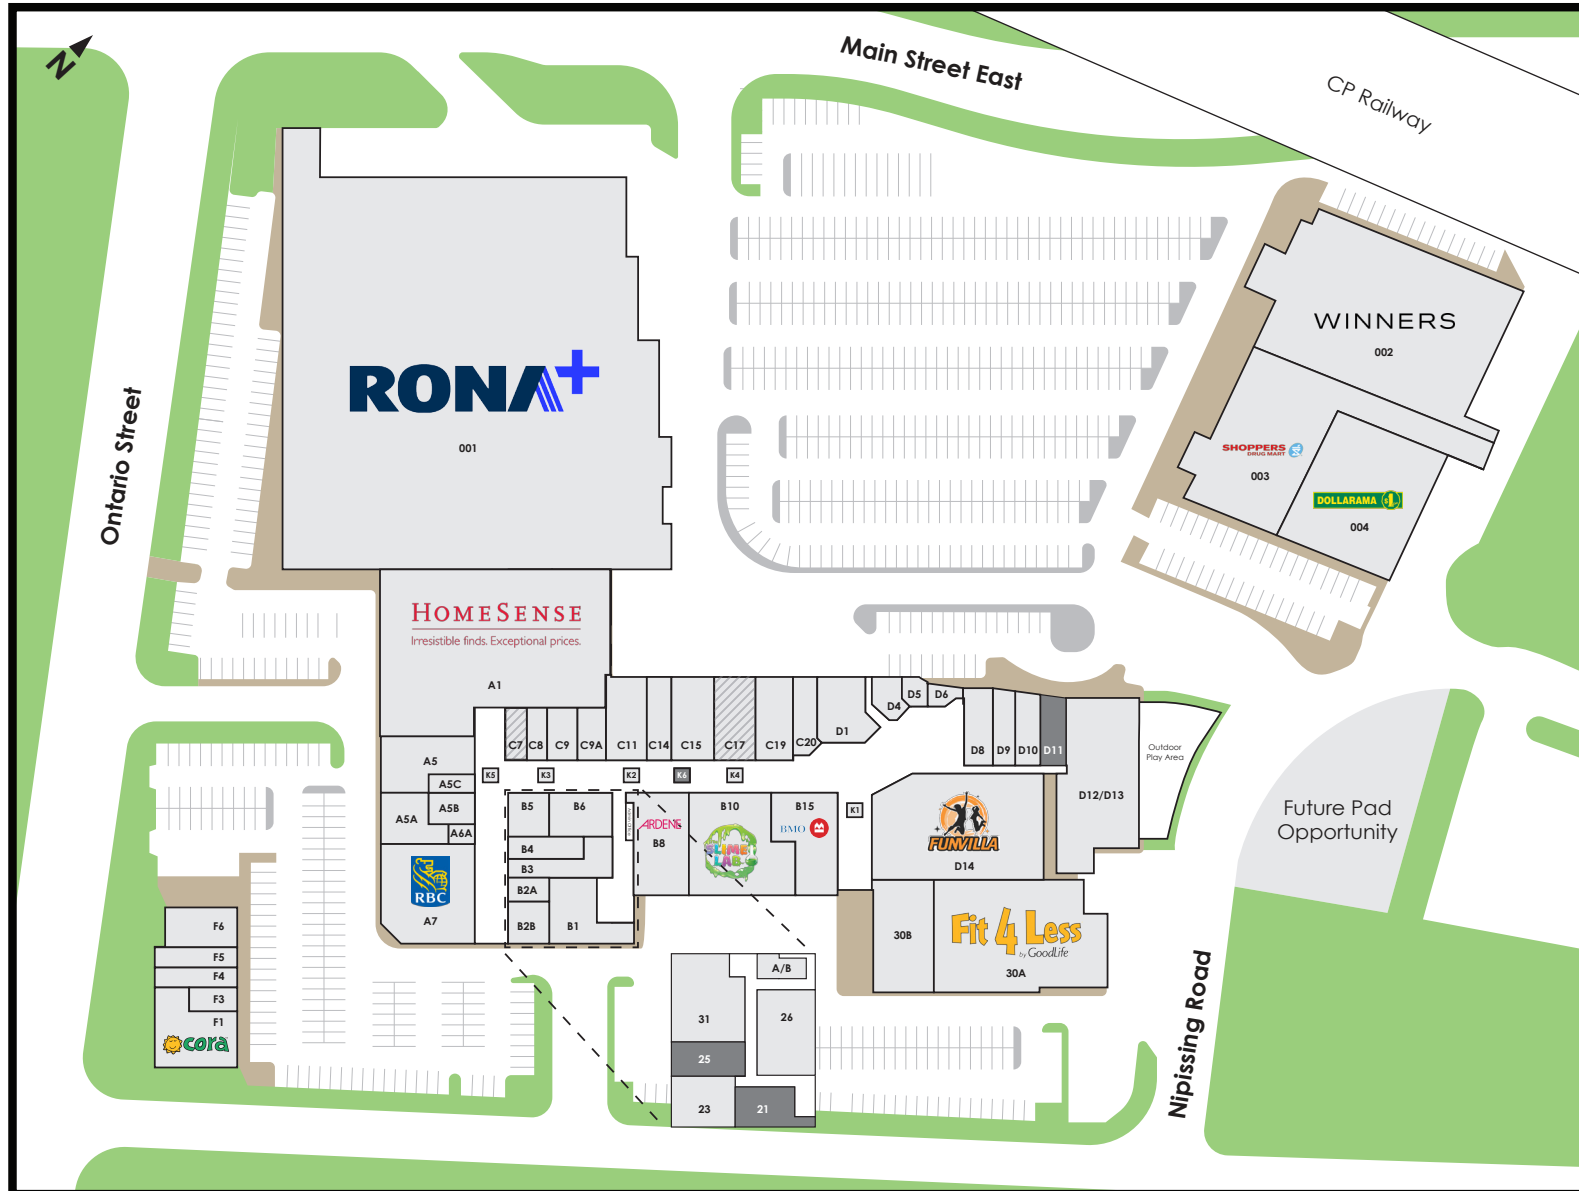 N
Main Street East
CP Railway
Ontario Street
RONA+
001
WINNERS
002
SHOPPERS
DRUG MART
003
DOLLARAMA $1
004
HOMESENSE
Irresistible finds. Exceptional prices.
A1
A5
A5C
A5B
A5A
A6A
RBC
A7
C7
C8
C9
C9A
C11
C14
C15
C17
C19
C20
D1
D4
D5
D6
D8
D9
D10
D11
Outdoor
Play Area
D12/D13
K5
K3
K2
K6
K4
K1
B5
B6
B4
B3
B2A
B2B
B1
ARDENE
B8
B10
SLIME
LAB
B15
BMO
FUNVILLA
D14
30B
Fit 4 Less
by GoodLife
30A
Future Pad
Opportunity
Nipissing Road
F6
F5
F4
F3
F1
cora
A/B
31
26
25
23
21